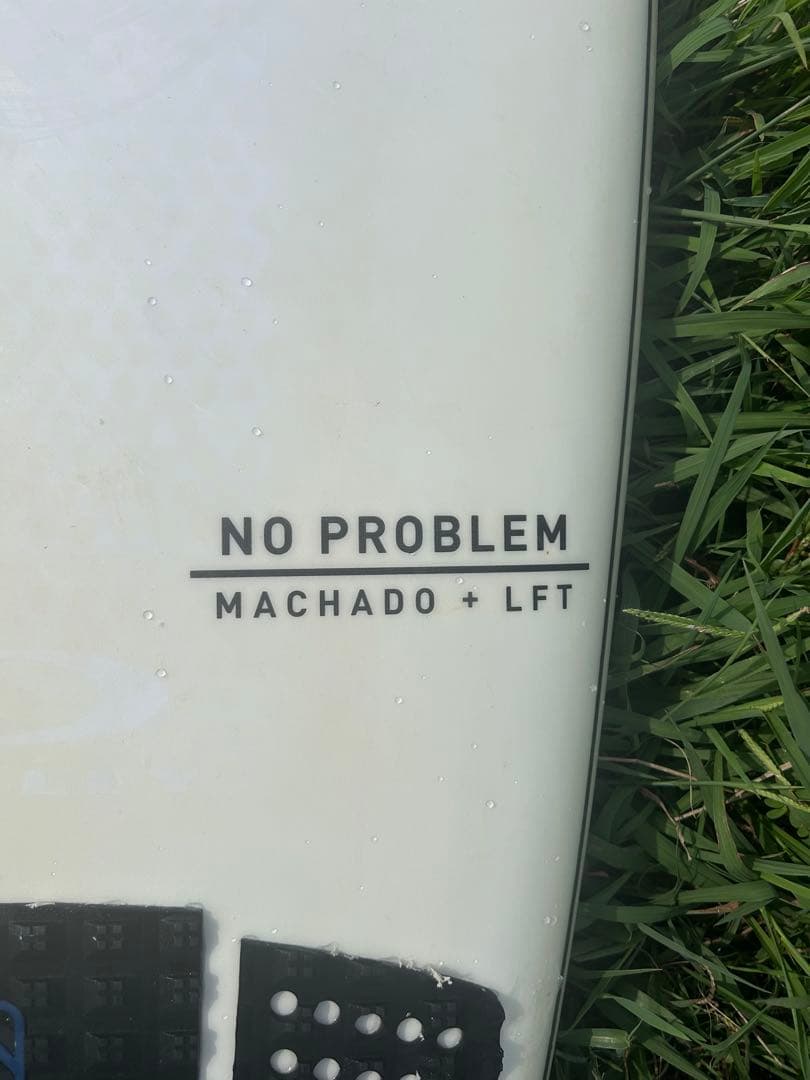 NO PROBLEM
MACHADO + LFT